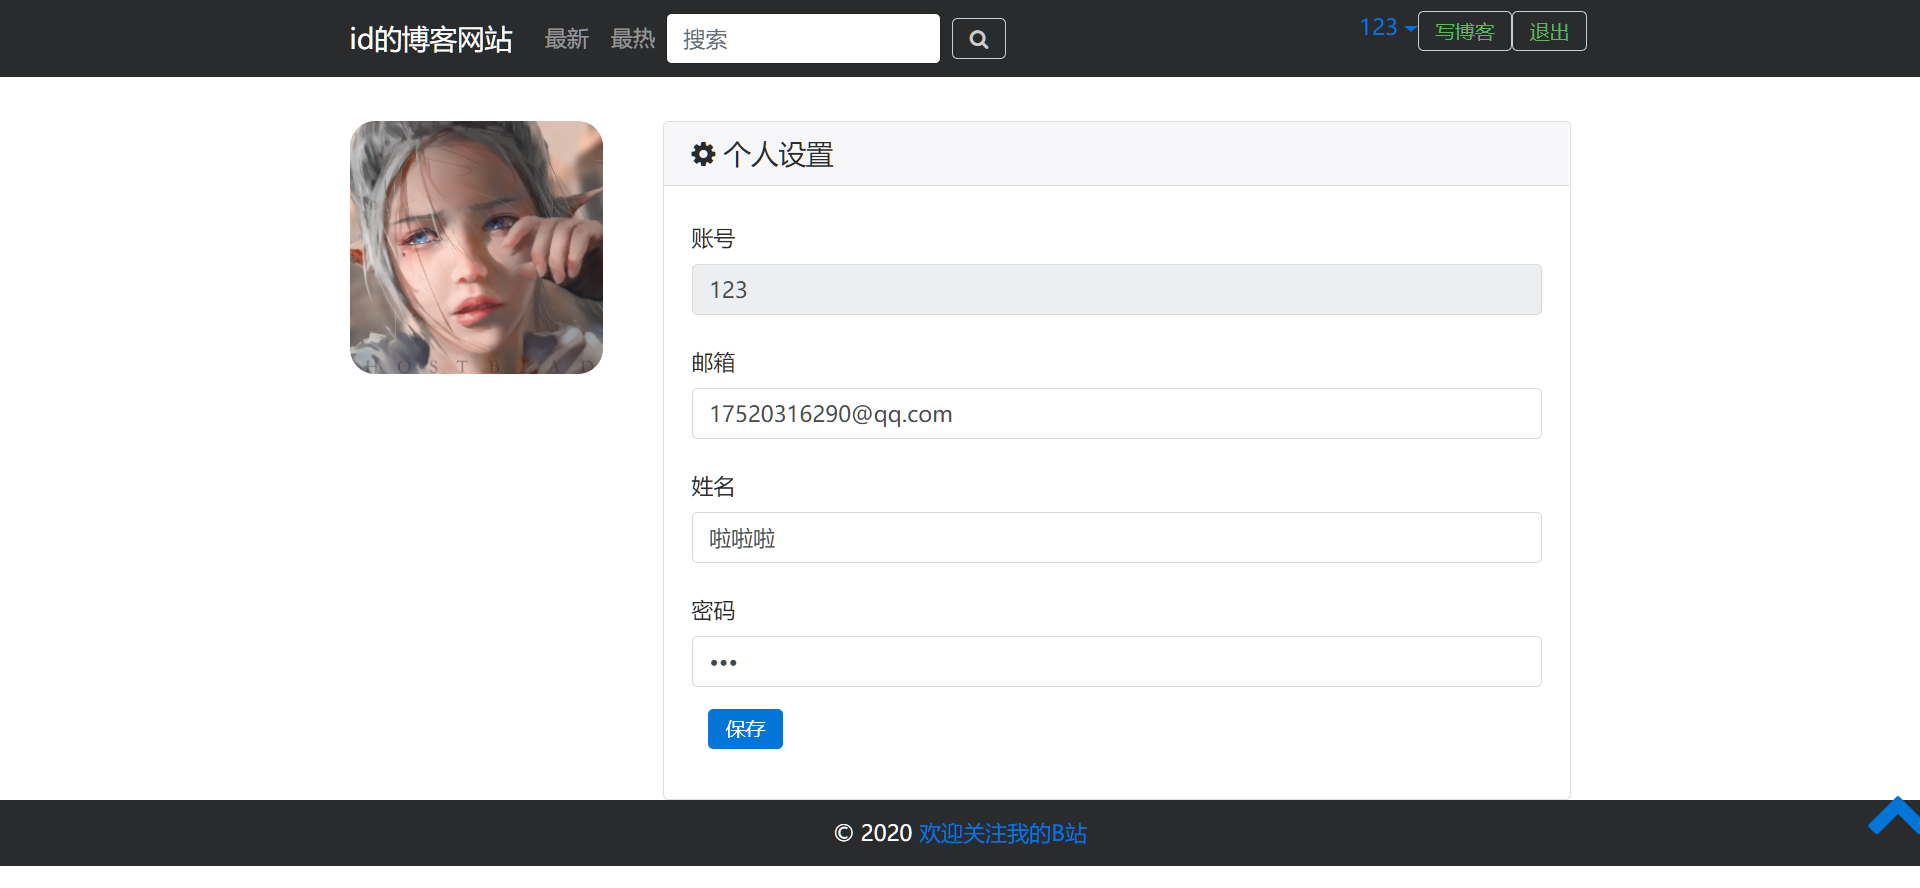 id的博客网站 最新 最热 搜索 123 写博客 退出
个人设置
账号
123
邮箱
17520316290@qq.com
姓名
啦啦啦
密码
•••
保存
HOSTBLAD
© 2020 欢迎关注我的B站